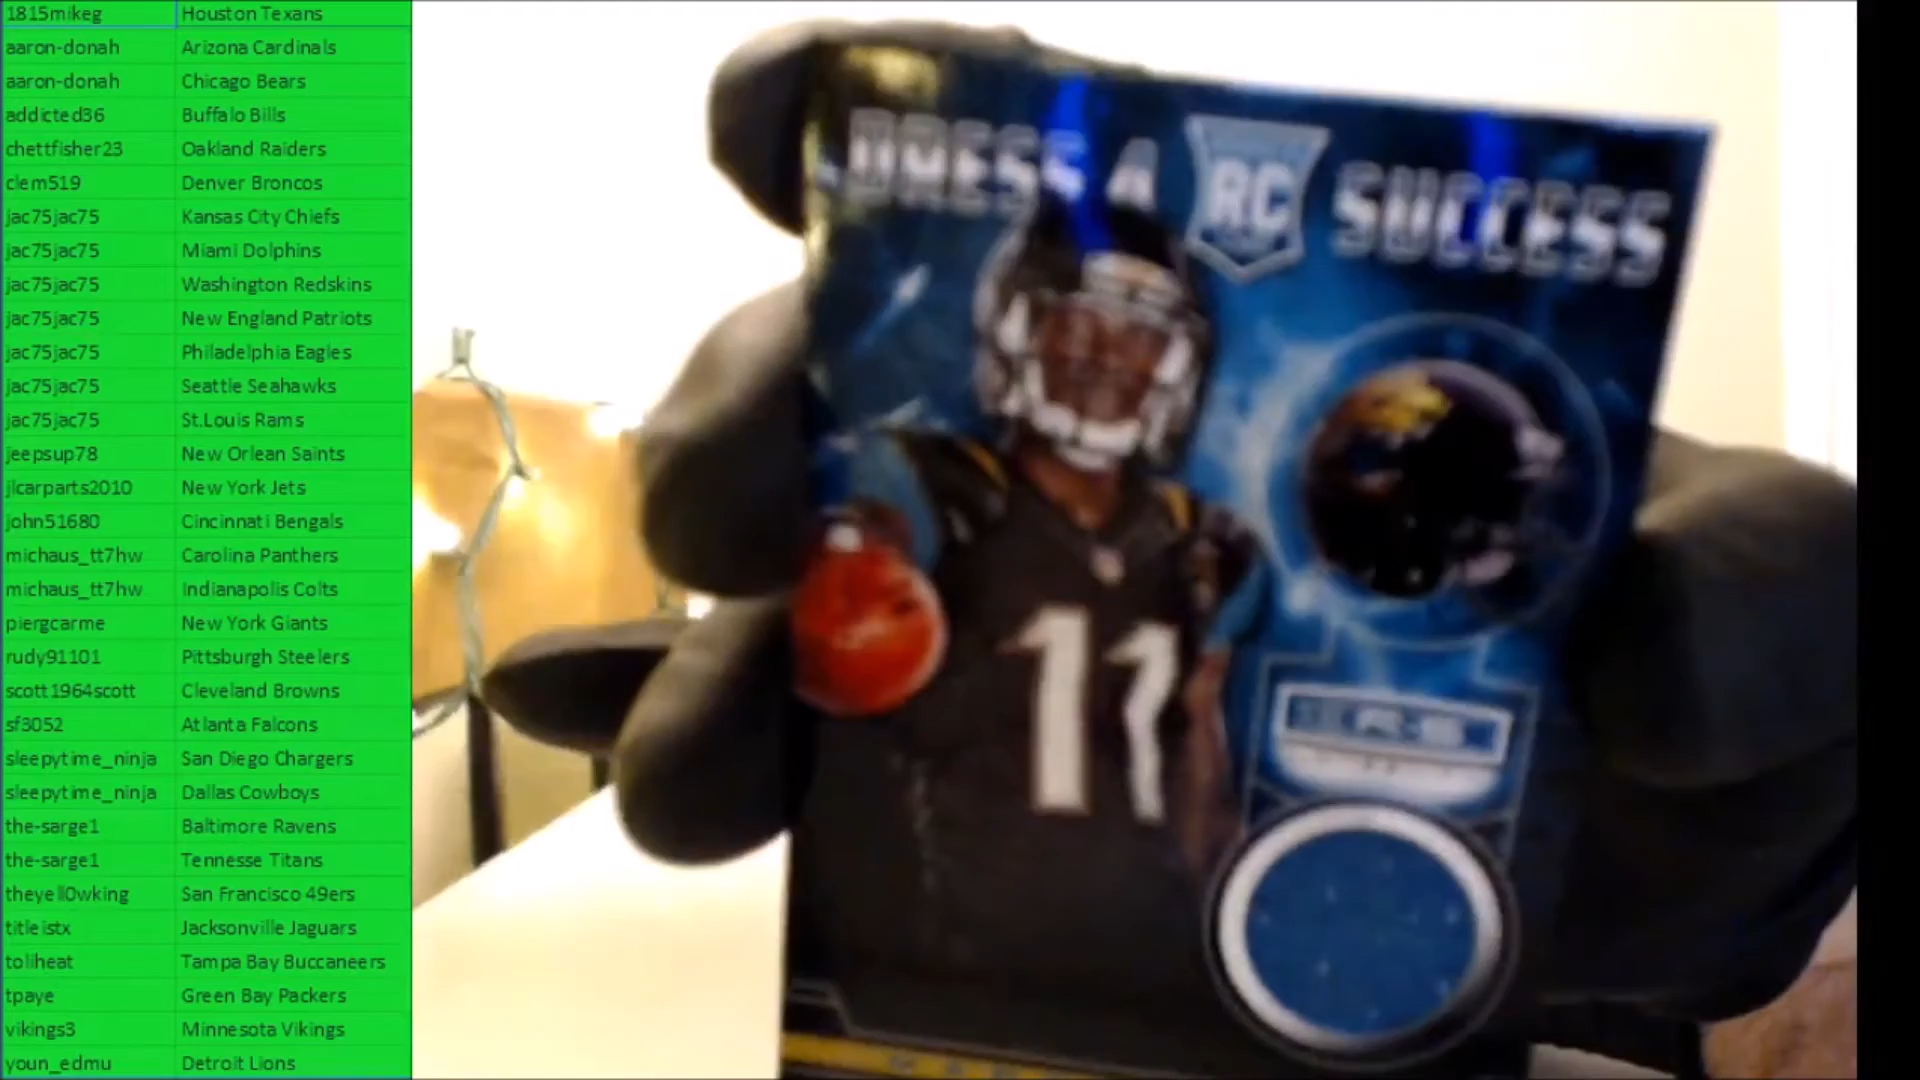 1815mikeg Houston Texans
aaron-donah Arizona Cardinals
aaron-donah Chicago Bears
addicted36 Buffalo Bills
chettfisher23 Oakland Raiders
clem519 Denver Broncos
jac75jac75 Kansas City Chiefs
jac75jac75 Miami Dolphins
jac75jac75 Washington Redskins
jac75jac75 New England Patriots
jac75jac75 Philadelphia Eagles
jac75jac75 Seattle Seahawks
jac75jac75 St.Louis Rams
jeepsup78 New Orlean Saints
jlcarparts2010 New York Jets
john51680 Cincinnati Bengals
michaus_tt7hw Carolina Panthers
michaus_tt7hw Indianapolis Colts
piergcarme New York Giants
rudy91101 Pittsburgh Steelers
scott1964scott Cleveland Browns
sf3052 Atlanta Falcons
sleepytime_ninja San Diego Chargers
sleepytime_ninja Dallas Cowboys
the-sarge1 Baltimore Ravens
the-sarge1 Tennesse Titans
theyell0wking San Francisco 49ers
titleistx Jacksonville Jaguars
toliheat Tampa Bay Buccaneers
tpaye Green Bay Packers
vikings3 Minnesota Vikings
youn_edmu Detroit Lions
DRESS 4 RC SUCCESS
11